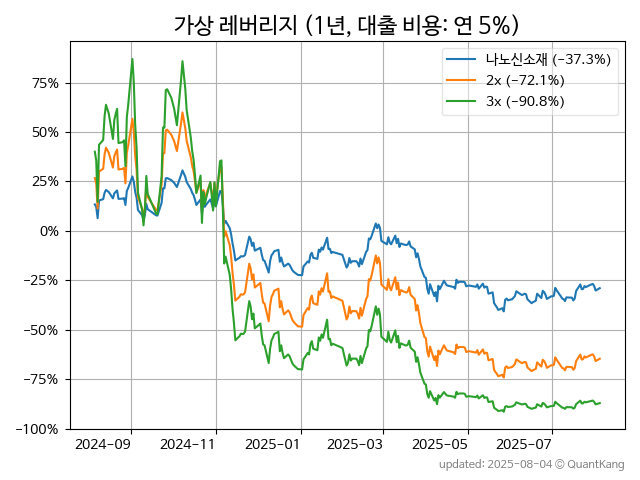 가상 레버리지 (1년, 대출 비용: 연 5%)
나노신소재 (−37.3%)
2x (−72.1%)
3x (−90.8%)
75%
50%
25%
0%
−25%
−50%
−75%
−100%
2024-09 2024-11 2025-01 2025-03 2025-05 2025-07
updated: 2025-08-04 © QuantKang